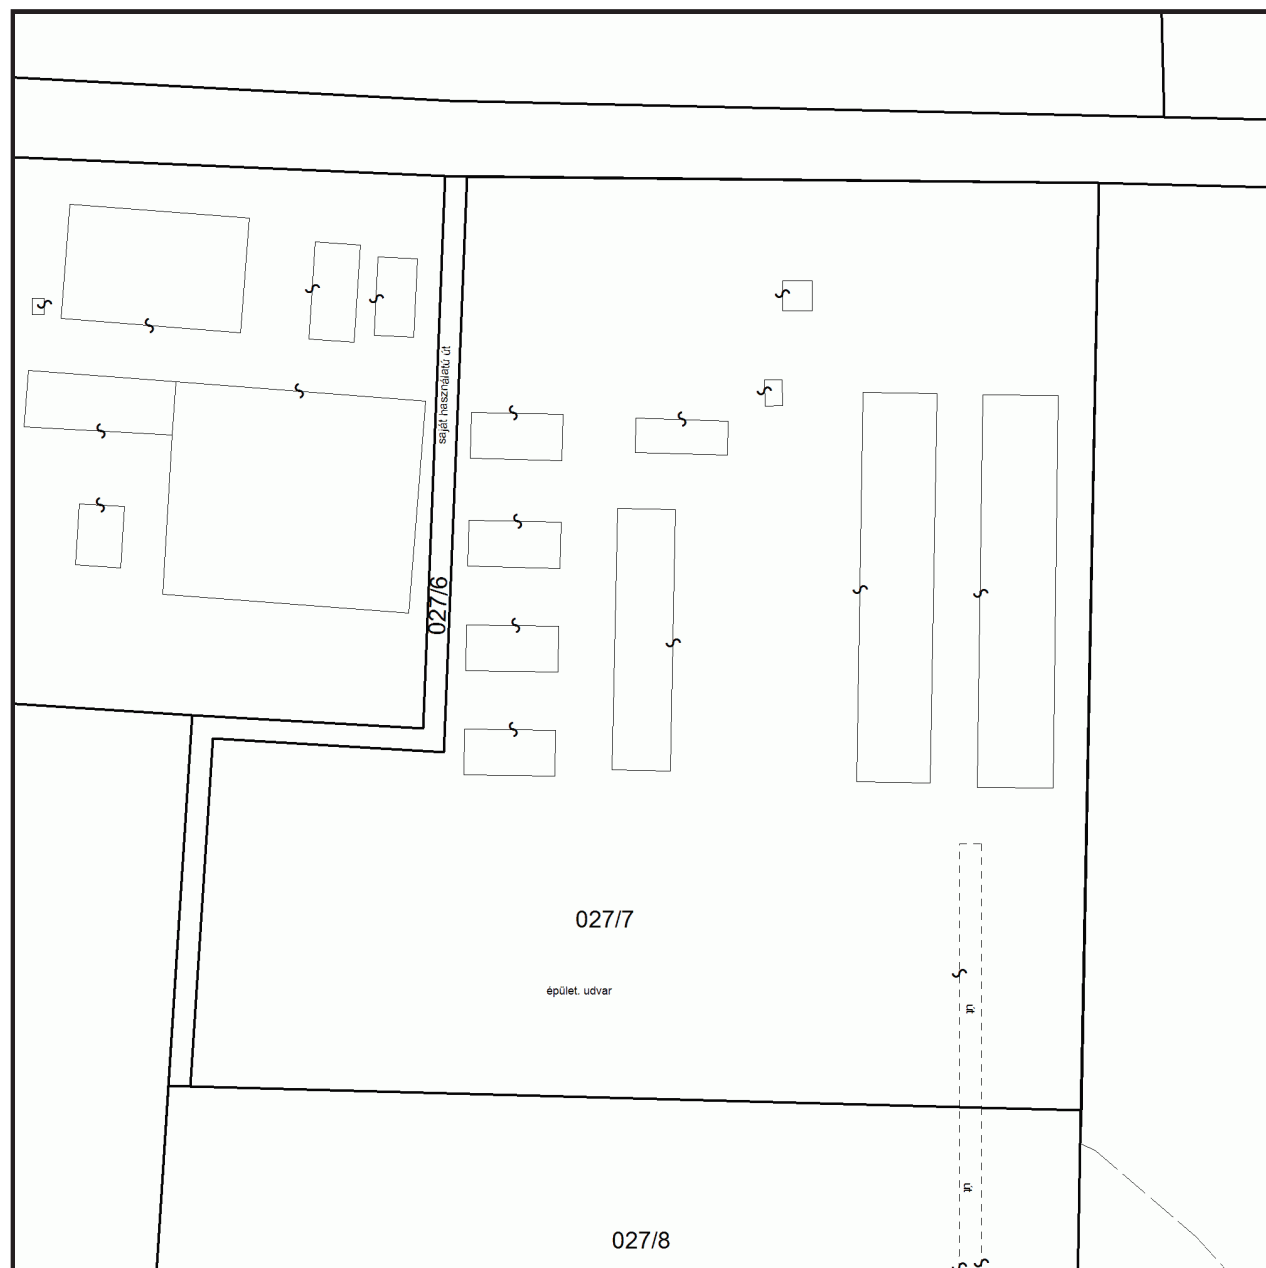 saját használatú út
027/6
027/7
épület. udvar
út
út
027/8